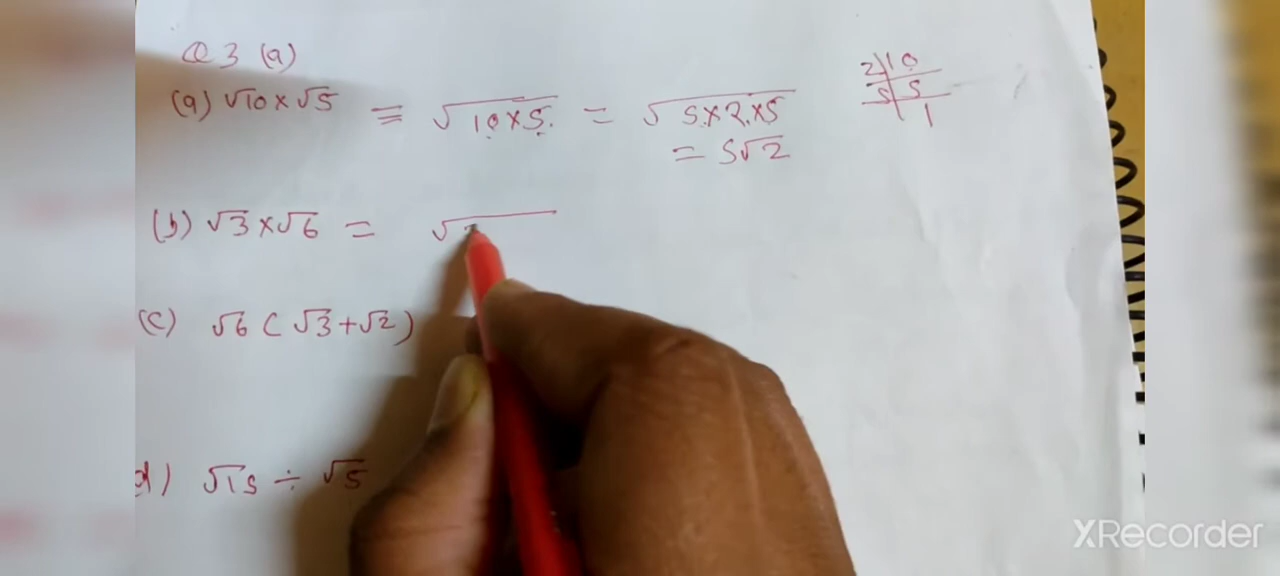 Q 3 (a)
(a) √10 × √5 = √10×5 = √5×2×5
= 5√2
2|10
5|5
1
(b) √3 × √6 = √
(c) √6 ( √3 + √2 )
d) √15 ÷ √5
XRecorder